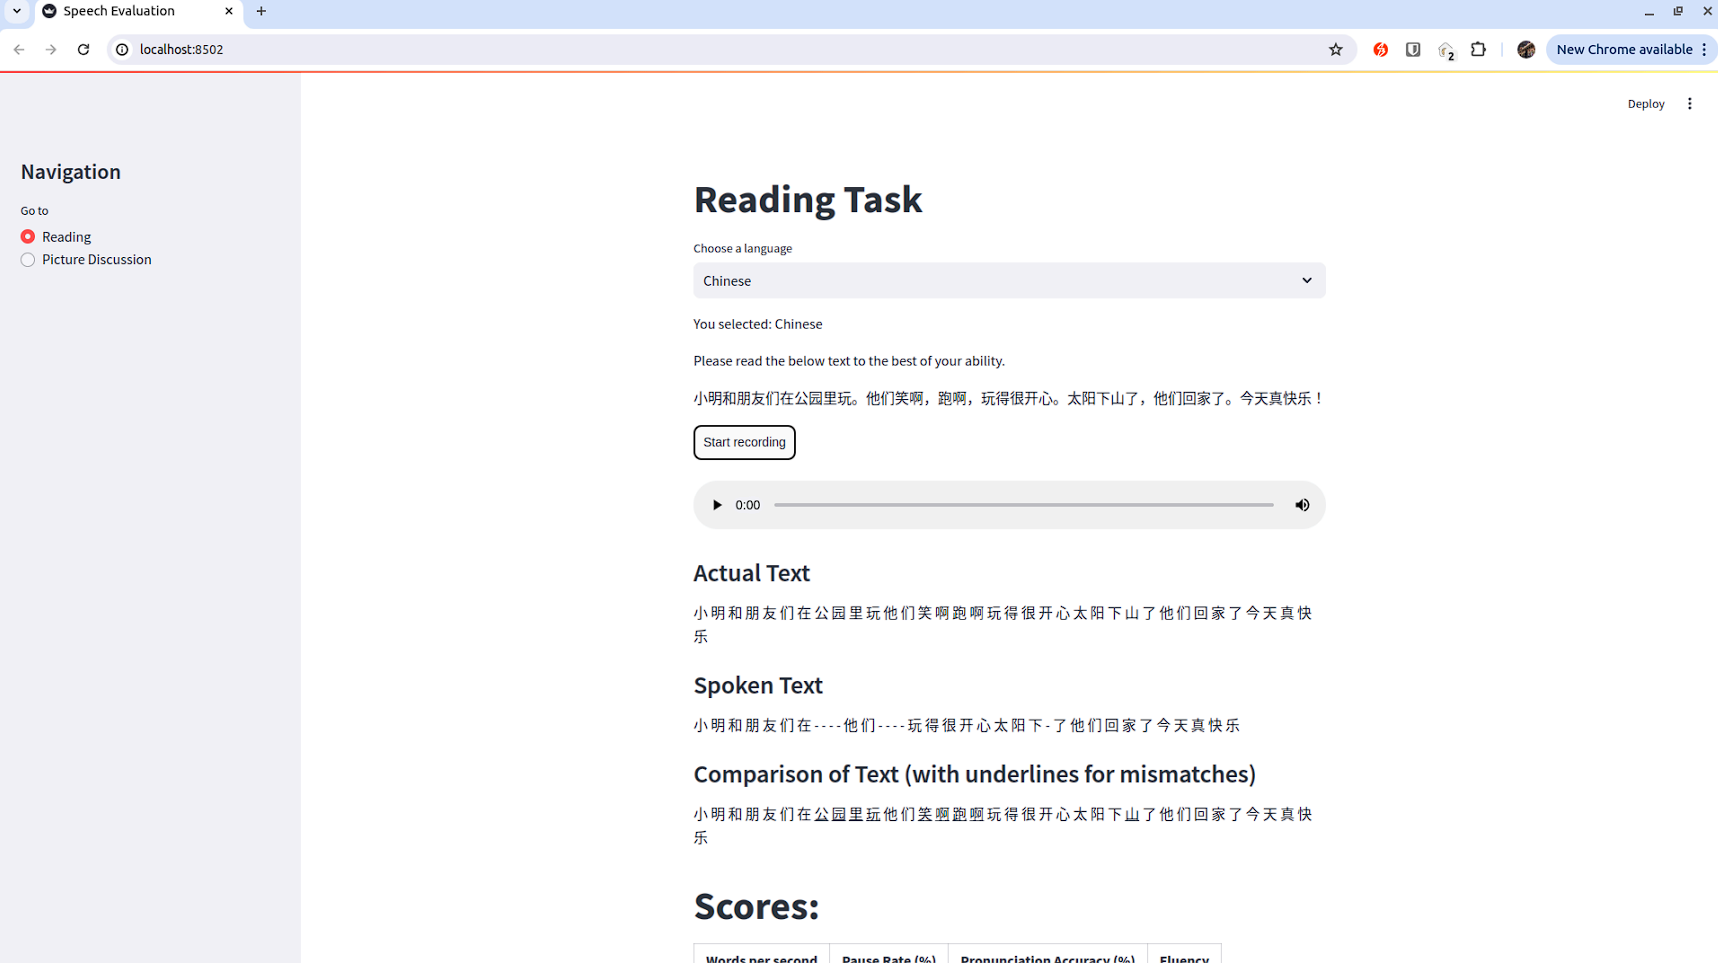 Speech Evaluation
localhost:8502
2
New Chrome available
Deploy
Navigation
Go to
Reading
Picture Discussion
Reading Task
Choose a language
Chinese
You selected: Chinese
Please read the below text to the best of your ability.
小明和朋友们在公园里玩。他们笑啊，跑啊，玩得很开心。太阳下山了，他们回家了。今天真快乐！
Start recording
0:00
Actual Text
小 明 和 朋 友 们 在 公 园 里 玩 他 们 笑 啊 跑 啊 玩 得 很 开 心 太 阳 下 山 了 他 们 回 家 了 今 天 真 快
乐
Spoken Text
小 明 和 朋 友 们 在 - - - - 他 们 - - - - 玩 得 很 开 心 太 阳 下 - 了 他 们 回 家 了 今 天 真 快 乐
Comparison of Text (with underlines for mismatches)
小 明 和 朋 友 们 在 公 园 里 玩 他 们 笑 啊 跑 啊 玩 得 很 开 心 太 阳 下 山 了 他 们 回 家 了 今 天 真 快
乐
Scores:
Words per second Pause Rate (%) Pronunciation Accuracy (%) Fluency